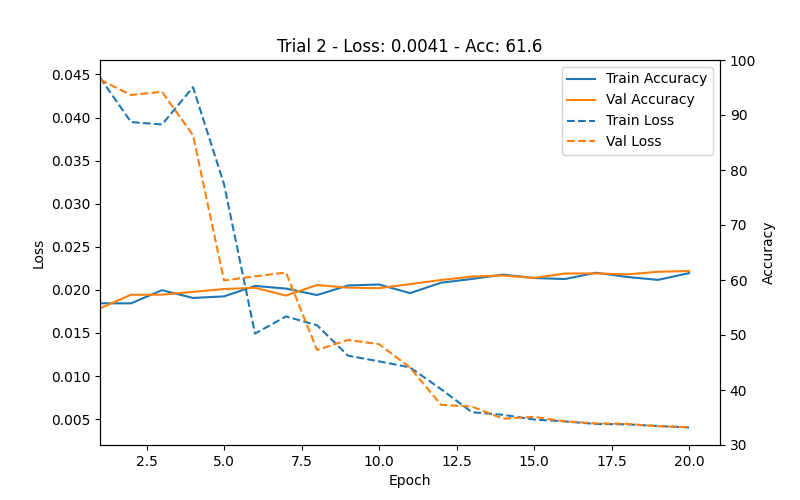 Trial 2 - Loss: 0.0041 - Acc: 61.6
Train Accuracy
Val Accuracy
Train Loss
Val Loss
Loss
0.045
0.040
0.035
0.030
0.025
0.020
0.015
0.010
0.005
Accuracy
100
90
80
70
60
50
40
30
2.5 5.0 7.5 10.0 12.5 15.0 17.5 20.0
Epoch